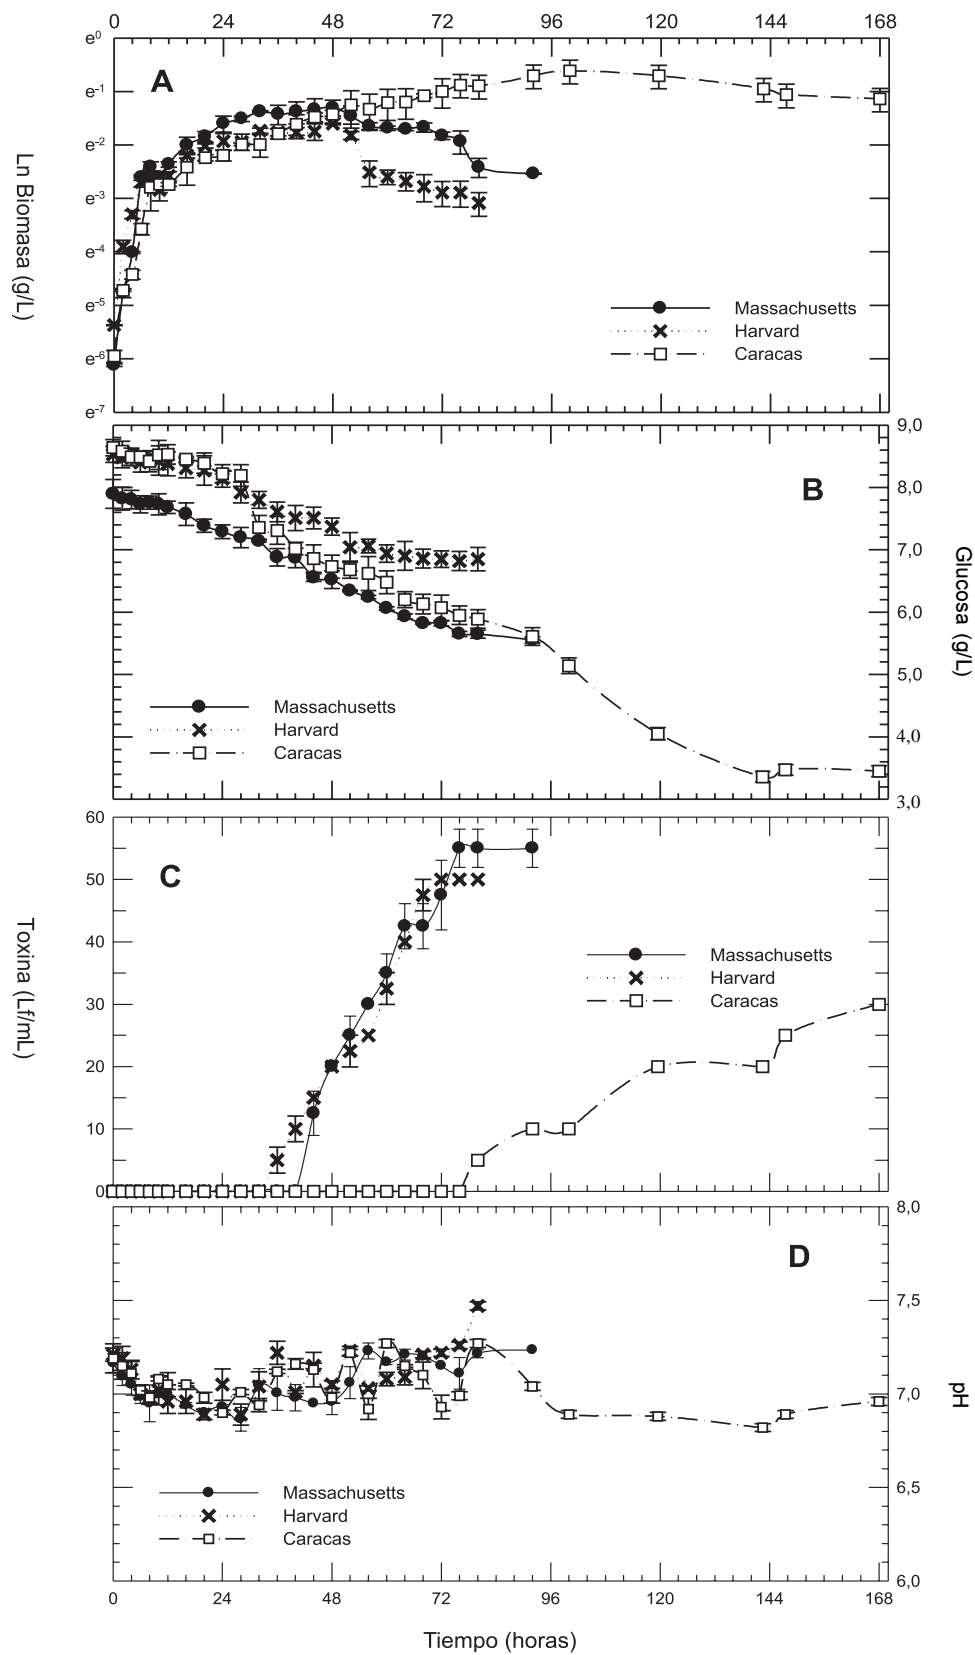 0 24 48 72 96 120 144 168
A
e0
e-1
e-2
e-3
e-4
e-5
e-6
e-7
Ln Biomasa (g/L)
Massachusetts
Harvard
Caracas
B
9,0
8,0
7,0
6,0
5,0
4,0
3,0
Glucosa (g/L)
Massachusetts
Harvard
Caracas
C
60
50
40
30
20
10
0
Toxina (Lf/mL)
Massachusetts
Harvard
Caracas
D
8,0
7,5
7,0
6,5
6,0
pH
Massachusetts
Harvard
Caracas
0 24 48 72 96 120 144 168
Tiempo (horas)